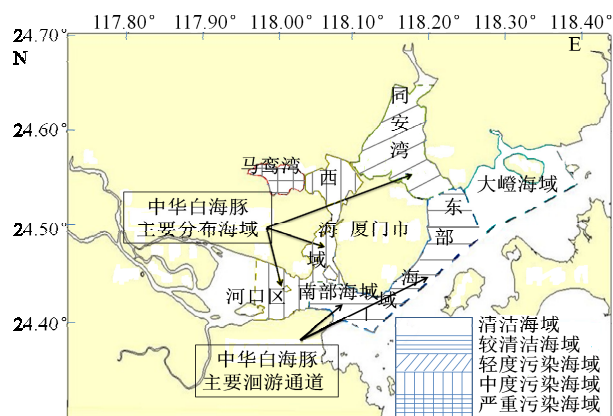 117.80° 117.90° 118.00° 118.10° 118.20° 118.30° 118.40°
E
24.70°
N
24.60°
24.50°
24.40°
同安湾
马銮湾
西海域
大嶝海域
中华白海豚
主要分布海域
厦门市
东部海域
河口区
南部海域
中华白海豚
主要洄游通道
清洁海域
较清洁海域
轻度污染海域
中度污染海域
严重污染海域